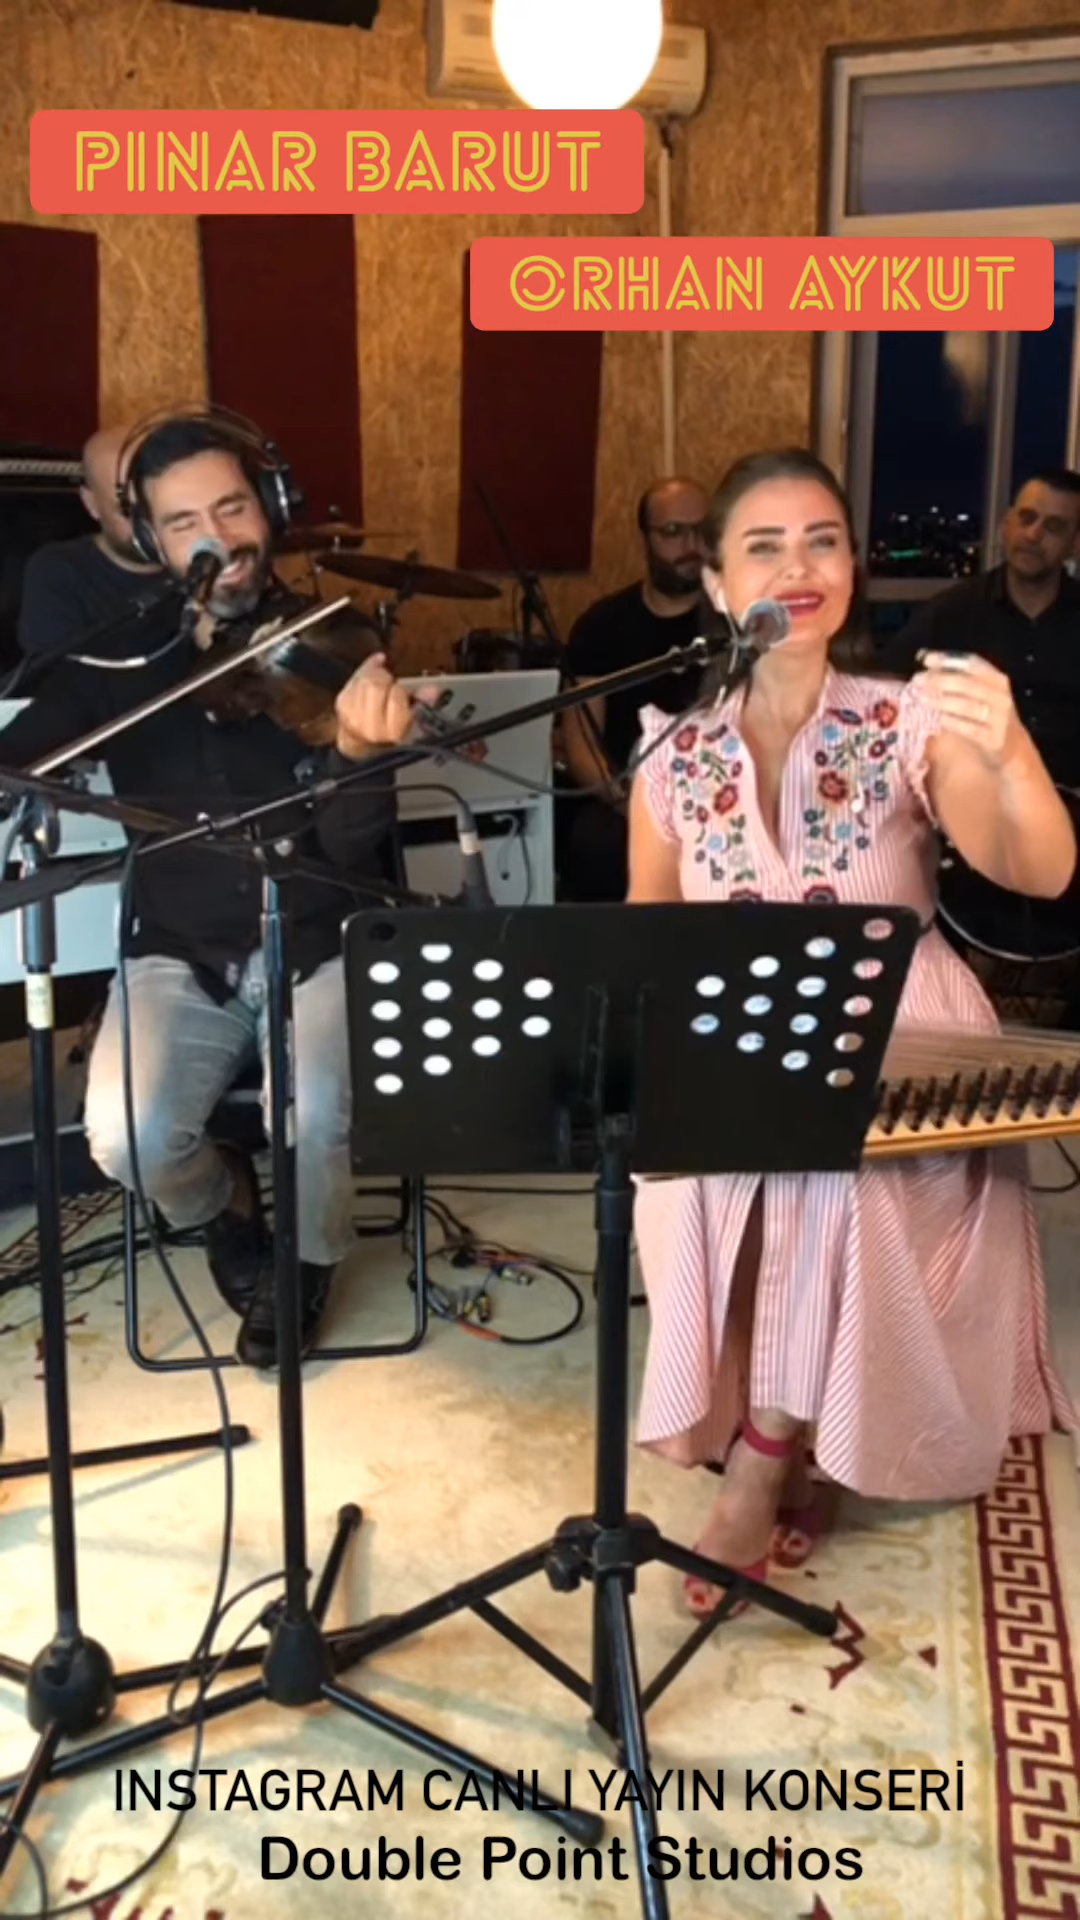 PINAR BARUT
ORHAN AYKUT
INSTAGRAM CANLI YAYIN KONSERİ
Double Point Studios